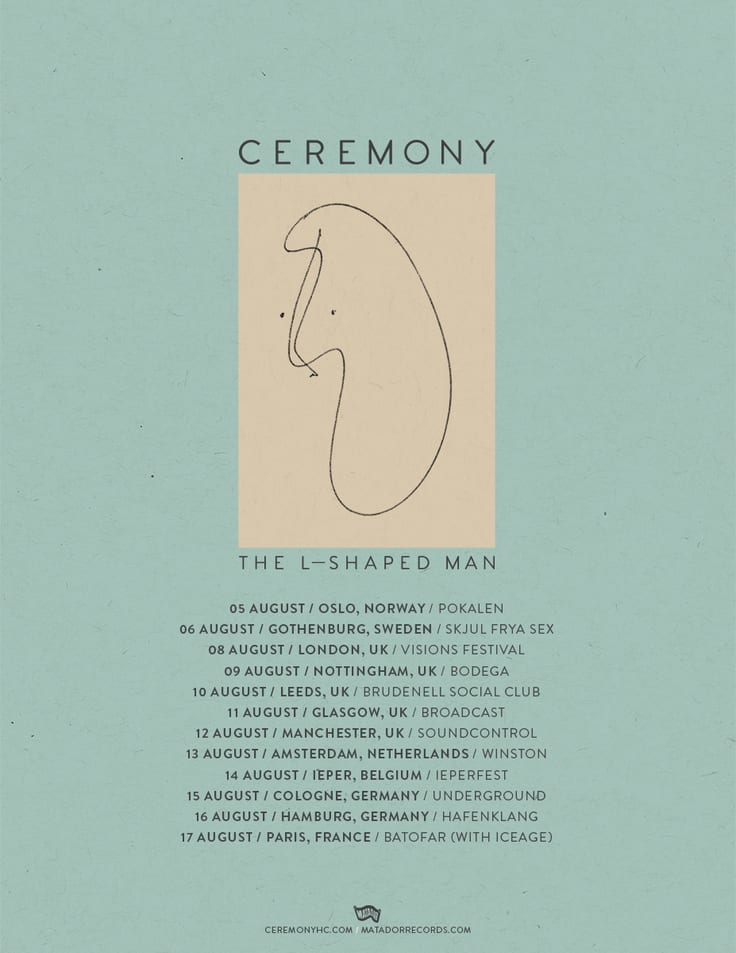 CEREMONY
THE L–SHAPED MAN
05 AUGUST / OSLO, NORWAY / POKALEN
06 AUGUST / GOTHENBURG, SWEDEN / SKJUL FRYA SEX
08 AUGUST / LONDON, UK / VISIONS FESTIVAL
09 AUGUST / NOTTINGHAM, UK / BODEGA
10 AUGUST / LEEDS, UK / BRUDENELL SOCIAL CLUB
11 AUGUST / GLASGOW, UK / BROADCAST
12 AUGUST / MANCHESTER, UK / SOUNDCONTROL
13 AUGUST / AMSTERDAM, NETHERLANDS / WINSTON
14 AUGUST / IEPER, BELGIUM / IEPERFEST
15 AUGUST / COLOGNE, GERMANY / UNDERGROUND
16 AUGUST / HAMBURG, GERMANY / HAFENKLANG
17 AUGUST / PARIS, FRANCE / BATOFAR (WITH ICEAGE)
MATADOR
CEREMONYHC.COM / MATADORRECORDS.COM